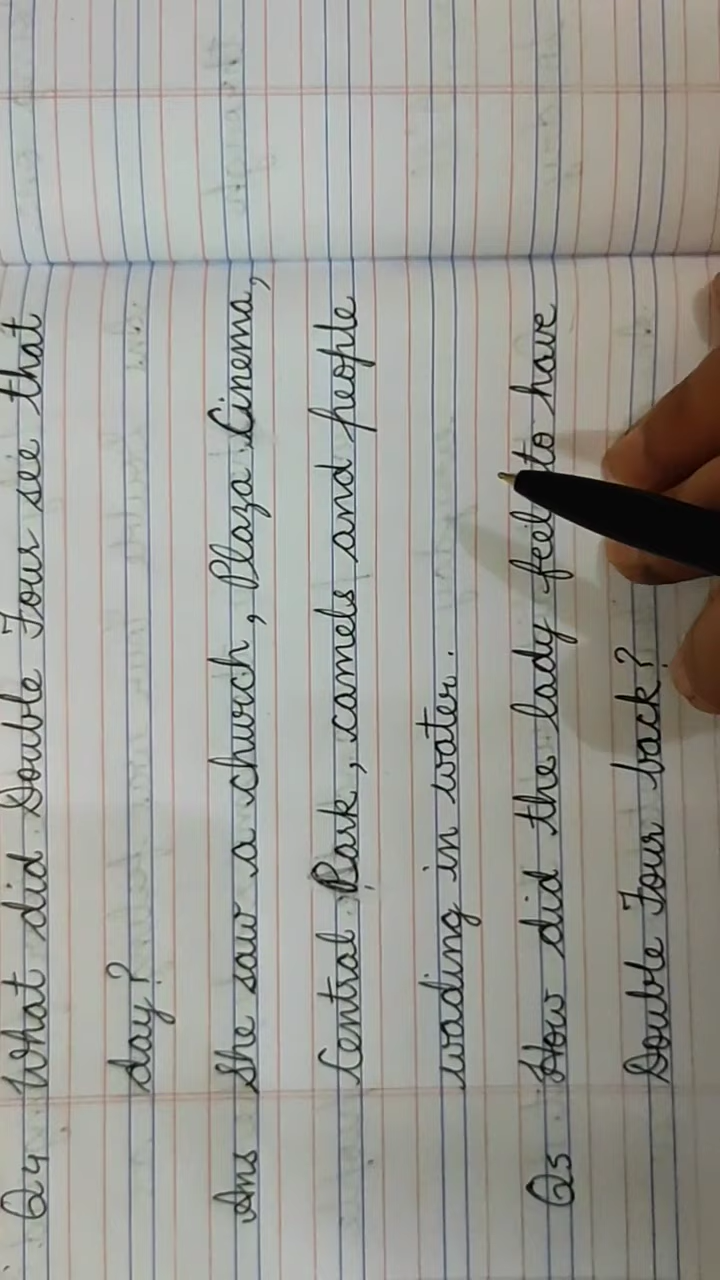 Q4 What did Double Four see that
day?
Ans She saw a church, Plaza Cinema,
Central Park, camels and people
wading in water.
Q5 How did the lady feel to have
Double Four back?